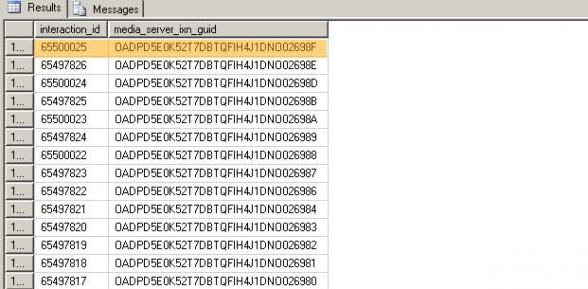 Results Messages
interaction_id media_server_ixn_guid
1... 65500025 OADPD5E0K52T7DBTQFIH4J1DNO02698F
1... 65497826 OADPD5E0K52T7DBTQFIH4J1DNO02698E
1... 65500024 OADPD5E0K52T7DBTQFIH4J1DNO02698D
1... 65497825 OADPD5E0K52T7DBTQFIH4J1DNO02698B
1... 65500023 OADPD5E0K52T7DBTQFIH4J1DNO02698A
1... 65497824 OADPD5E0K52T7DBTQFIH4J1DNO026989
1... 65500022 OADPD5E0K52T7DBTQFIH4J1DNO026988
1... 65497823 OADPD5E0K52T7DBTQFIH4J1DNO026987
1... 65497822 OADPD5E0K52T7DBTQFIH4J1DNO026986
1... 65497821 OADPD5E0K52T7DBTQFIH4J1DNO026984
1... 65497820 OADPD5E0K52T7DBTQFIH4J1DNO026983
1... 65497819 OADPD5E0K52T7DBTQFIH4J1DNO026982
1... 65497818 OADPD5E0K52T7DBTQFIH4J1DNO026981
1... 65497817 OADPD5E0K52T7DBTQFIH4J1DNO026980